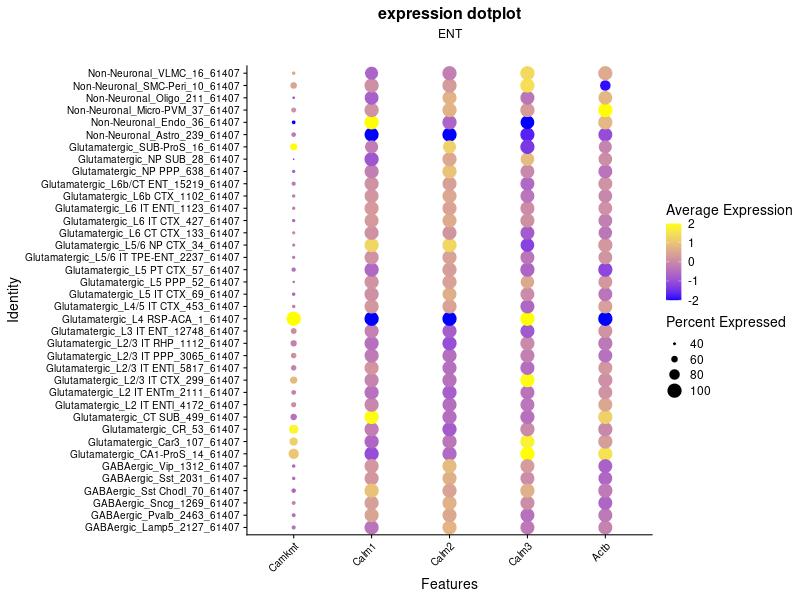 expression dotplot
ENT
Non-Neuronal_VLMC_16_61407
Non-Neuronal_SMC-Peri_10_61407
Non-Neuronal_Oligo_211_61407
Non-Neuronal_Micro-PVM_37_61407
Non-Neuronal_Endo_36_61407
Non-Neuronal_Astro_239_61407
Glutamatergic_SUB-ProS_16_61407
Glutamatergic_NP SUB_28_61407
Glutamatergic_NP PPP_638_61407
Glutamatergic_L6b/CT ENT_15219_61407
Glutamatergic_L6b CTX_1102_61407
Glutamatergic_L6 IT ENTl_1123_61407
Glutamatergic_L6 IT CTX_427_61407
Glutamatergic_L6 CT CTX_133_61407
Glutamatergic_L5/6 NP CTX_34_61407
Glutamatergic_L5/6 IT TPE-ENT_2237_61407
Glutamatergic_L5 PT CTX_57_61407
Glutamatergic_L5 PPP_52_61407
Glutamatergic_L5 IT CTX_69_61407
Glutamatergic_L4/5 IT CTX_453_61407
Glutamatergic_L4 RSP-ACA_1_61407
Glutamatergic_L3 IT ENT_12748_61407
Glutamatergic_L2/3 IT RHP_1112_61407
Glutamatergic_L2/3 IT PPP_3065_61407
Glutamatergic_L2/3 IT ENTl_5817_61407
Glutamatergic_L2/3 IT CTX_299_61407
Glutamatergic_L2 IT ENTm_2111_61407
Glutamatergic_L2 IT ENTl_4172_61407
Glutamatergic_CT SUB_499_61407
Glutamatergic_CR_53_61407
Glutamatergic_Car3_107_61407
Glutamatergic_CA1-ProS_14_61407
GABAergic_Vip_1312_61407
GABAergic_Sst_2031_61407
GABAergic_Sst Chodl_70_61407
GABAergic_Sncg_1269_61407
GABAergic_Pvalb_2463_61407
GABAergic_Lamp5_2127_61407
Identity
Camkmt
Calm1
Calm2
Calm3
Actb
Features
Average Expression
2
1
0
-1
-2
Percent Expressed
40
60
80
100